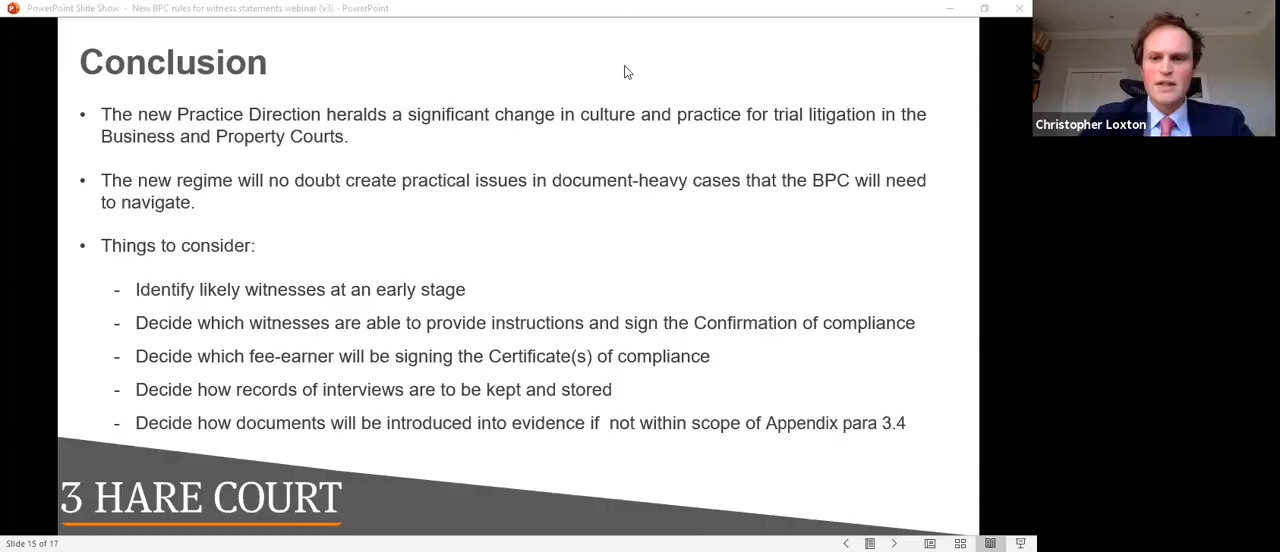 PowerPoint Slide Show - New BPC rules for witness statements webinar (v3) - PowerPoint
Conclusion
• The new Practice Direction heralds a significant change in culture and practice for trial litigation in the
Business and Property Courts.
• The new regime will no doubt create practical issues in document-heavy cases that the BPC will need
to navigate.
• Things to consider:
- Identify likely witnesses at an early stage
- Decide which witnesses are able to provide instructions and sign the Confirmation of compliance
- Decide which fee-earner will be signing the Certificate(s) of compliance
- Decide how records of interviews are to be kept and stored
- Decide how documents will be introduced into evidence if  not within scope of Appendix para 3.4
3 HARE COURT
Slide 15 of 17
Christopher Loxton